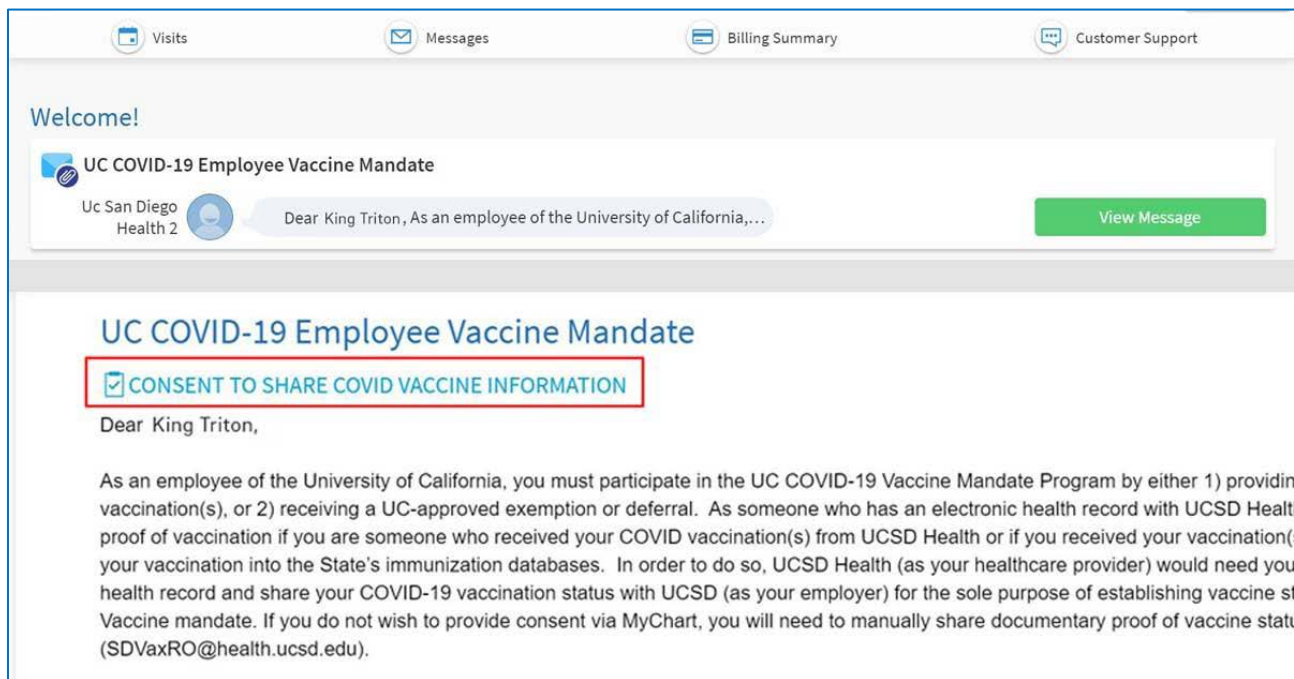 Visits Messages Billing Summary Customer Support
Welcome!
UC COVID-19 Employee Vaccine Mandate
Uc San Diego
Health 2
Dear King Triton, As an employee of the University of California,...
View Message
UC COVID-19 Employee Vaccine Mandate
CONSENT TO SHARE COVID VACCINE INFORMATION
Dear King Triton,
As an employee of the University of California, you must participate in the UC COVID-19 Vaccine Mandate Program by either 1)
vaccination(s), or 2) receiving a UC-approved exemption or deferral. As someone who has an electronic health record with UCSD
proof of vaccination if you are someone who received your COVID vaccination(s) from UCSD Health or if you received your
your vaccination into the State's immunization databases. In order to do so, UCSD Health (as your healthcare provider) would need
health record and share your COVID-19 vaccination status with UCSD (as your employer) for the sole purpose of establishing vaccine
Vaccine mandate. If you do not wish to provide consent via MyChart, you will need to manually share documentary proof of vaccine
(SDVaxRO@health.ucsd.edu).